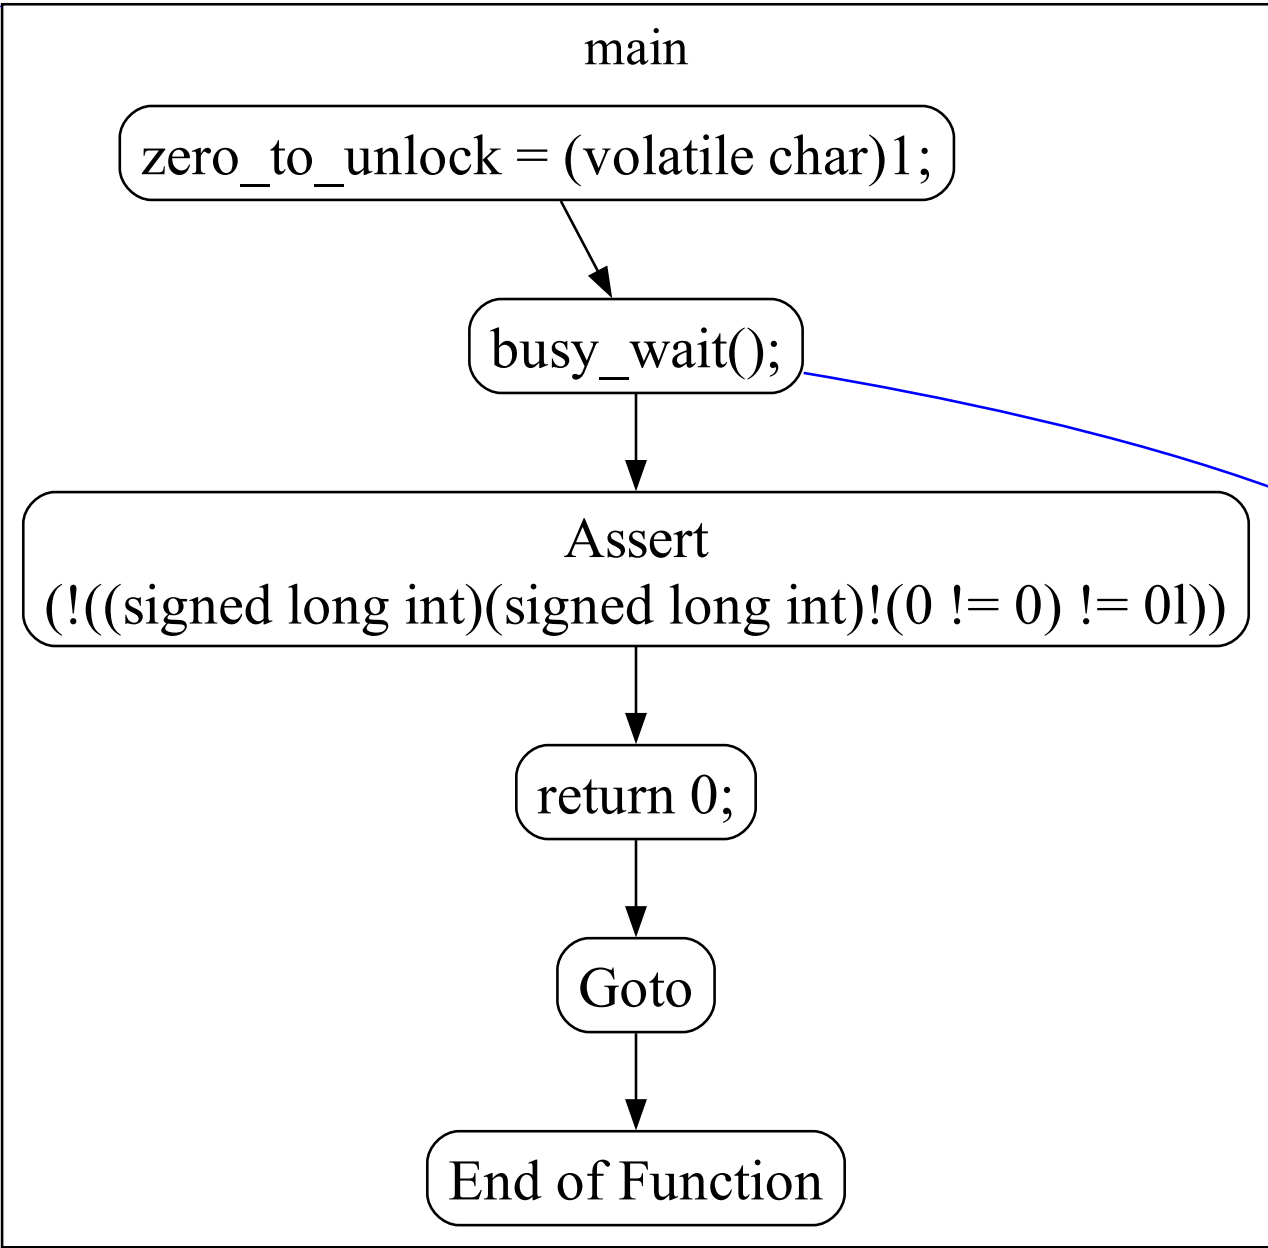 main
zero_to_unlock = (volatile char)1;
busy_wait();
Assert
(!((signed long int)(signed long int)!(0 != 0) != 0l))
return 0;
Goto
End of Function